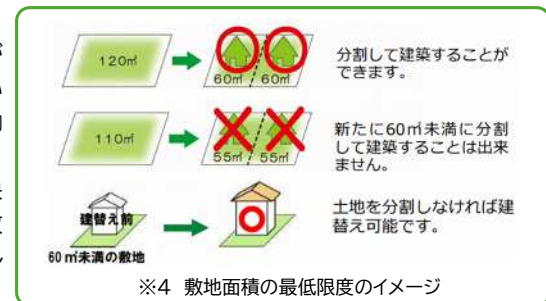 120㎡
60㎡ 60㎡
分割して建築することが
できます。
110㎡
55㎡ 55㎡
新たに60㎡未満に分割
して建築することは出来
ません。
建替え前
60㎡未満の敷地
土地を分割しなければ建
替え可能です。
※4 敷地面積の最低限度のイメージ